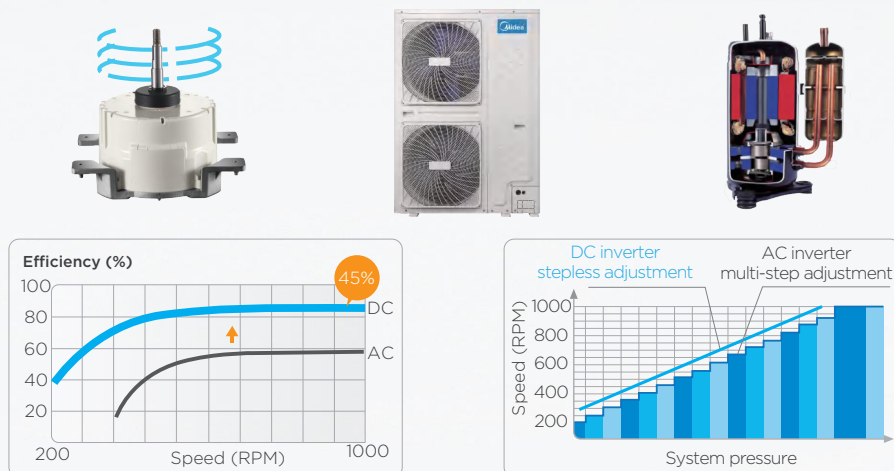 Midea
Efficiency (%)
100
80
60
40
20
45%
DC
AC
200
Speed (RPM)
1000
DC inverter
stepless adjustment
AC inverter
multi-step adjustment
Speed (RPM)
1000
800
600
400
200
System pressure